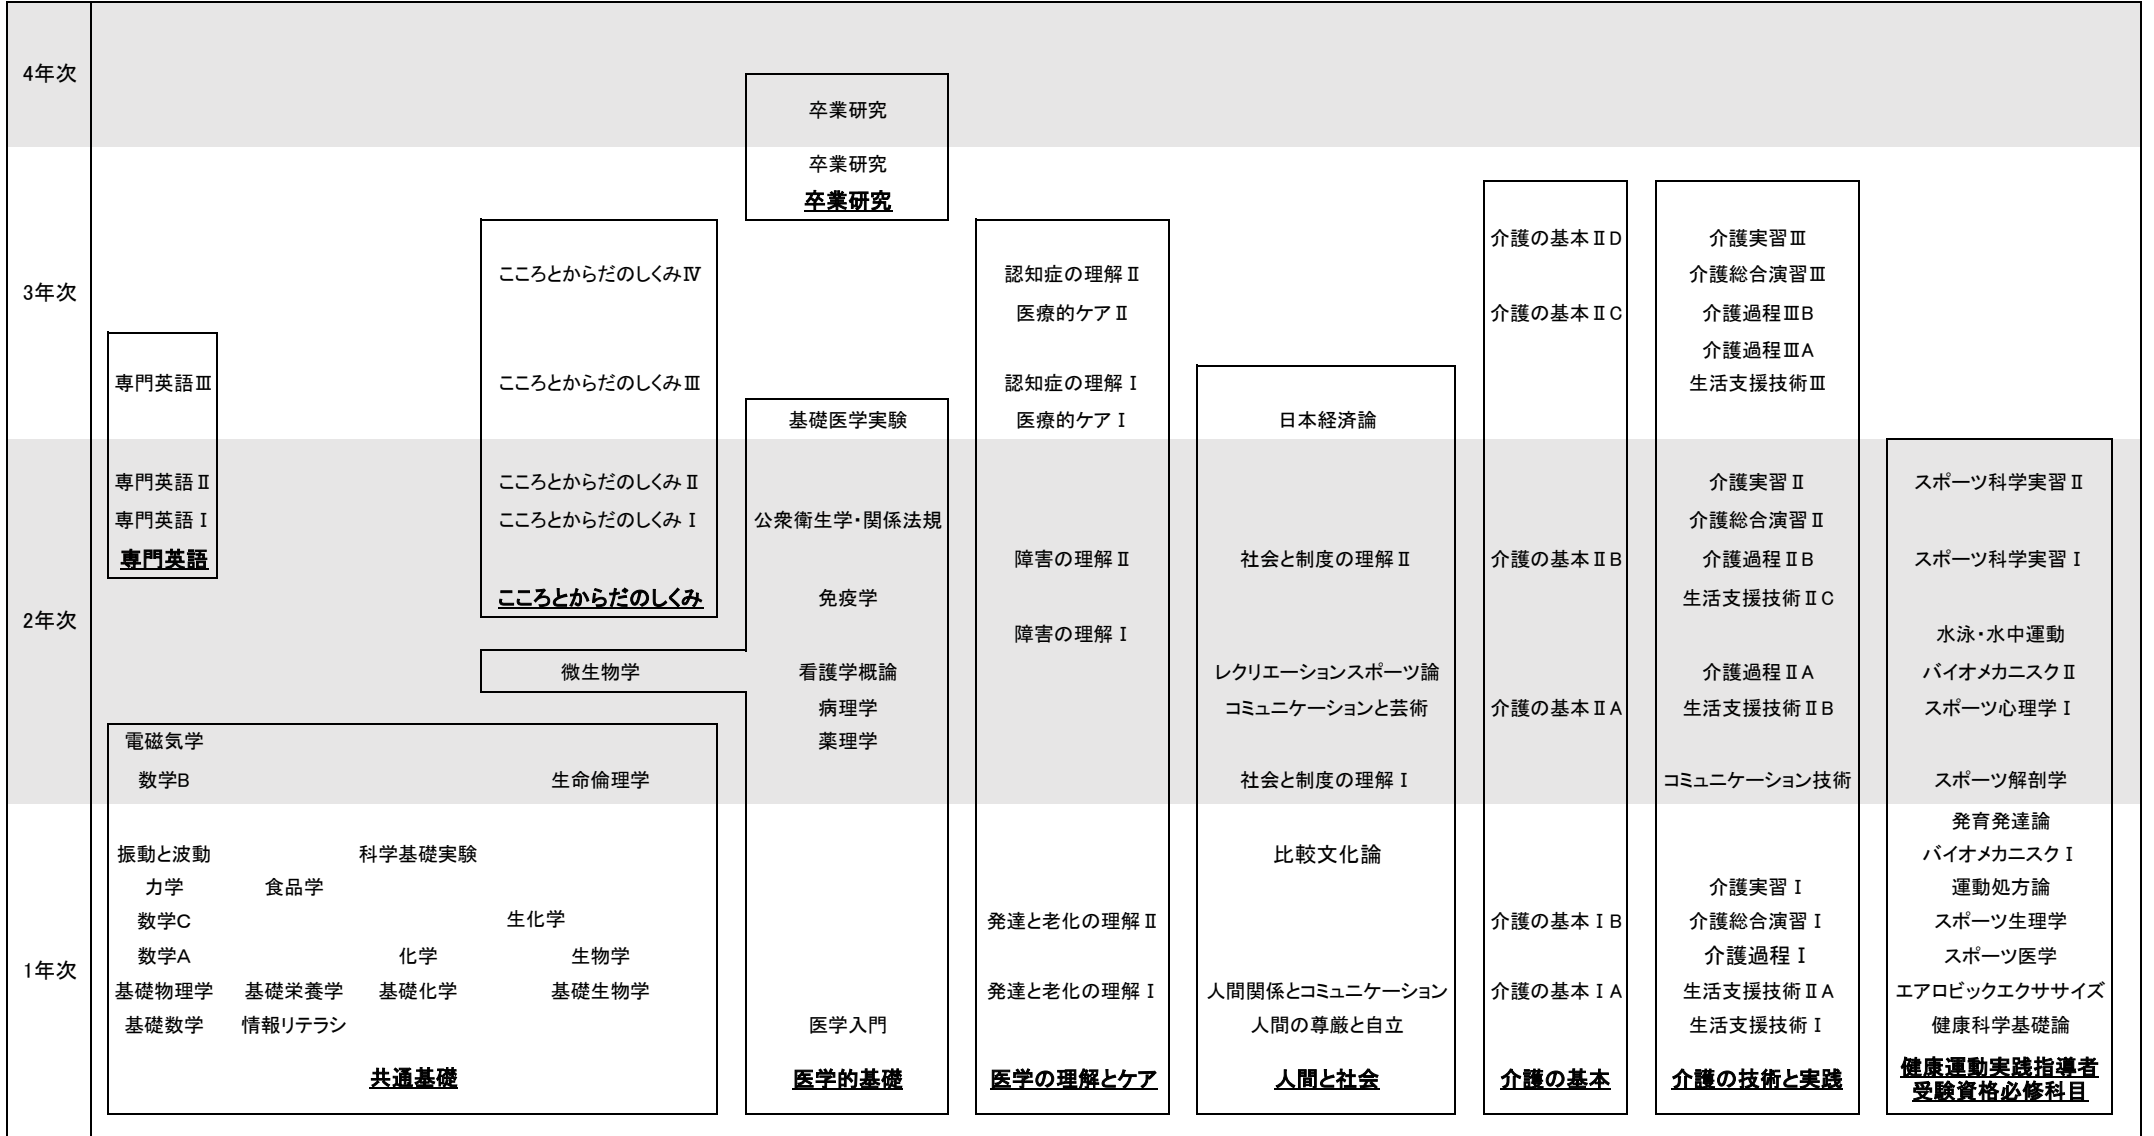 4年次
卒業研究
卒業研究
卒業研究
3年次
介護の基本ⅡD
介護実習Ⅲ
こころとからだのしくみⅣ
認知症の理解Ⅱ
介護総合演習Ⅲ
医療的ケアⅡ
介護の基本ⅡC
介護過程ⅢB
介護過程ⅢA
専門英語Ⅲ
こころとからだのしくみⅢ
認知症の理解Ⅰ
生活支援技術Ⅲ
基礎医学実験
医療的ケアⅠ
日本経済論
2年次
専門英語Ⅱ
こころとからだのしくみⅡ
介護実習Ⅱ
スポーツ科学実習Ⅱ
専門英語Ⅰ
こころとからだのしくみⅠ
公衆衛生学・関係法規
介護総合演習Ⅱ
専門英語
障害の理解Ⅱ
社会と制度の理解Ⅱ
介護の基本ⅡB
介護過程ⅡB
スポーツ科学実習Ⅰ
こころとからだのしくみ
免疫学
生活支援技術ⅡC
障害の理解Ⅰ
水泳・水中運動
微生物学
看護学概論
レクリエーションスポーツ論
介護過程ⅡA
バイオメカニスクⅡ
病理学
コミュニケーションと芸術
介護の基本ⅡA
生活支援技術ⅡB
スポーツ心理学Ⅰ
電磁気学
薬理学
数学B
生命倫理学
社会と制度の理解Ⅰ
コミュニケーション技術
スポーツ解剖学
1年次
発育発達論
振動と波動
科学基礎実験
比較文化論
バイオメカニスクⅠ
力学
食品学
介護実習Ⅰ
運動処方論
数学C
生化学
発達と老化の理解Ⅱ
介護の基本ⅠB
介護総合演習Ⅰ
スポーツ生理学
数学A
化学
生物学
介護過程Ⅰ
スポーツ医学
基礎物理学
基礎栄養学
基礎化学
基礎生物学
発達と老化の理解Ⅰ
人間関係とコミュニケーション
介護の基本ⅠA
生活支援技術ⅡA
エアロビックエクササイズ
基礎数学
情報リテラシ
医学入門
人間の尊厳と自立
生活支援技術Ⅰ
健康科学基礎論
共通基礎
医学的基礎
医学の理解とケア
人間と社会
介護の基本
介護の技術と実践
健康運動実践指導者
受験資格必修科目